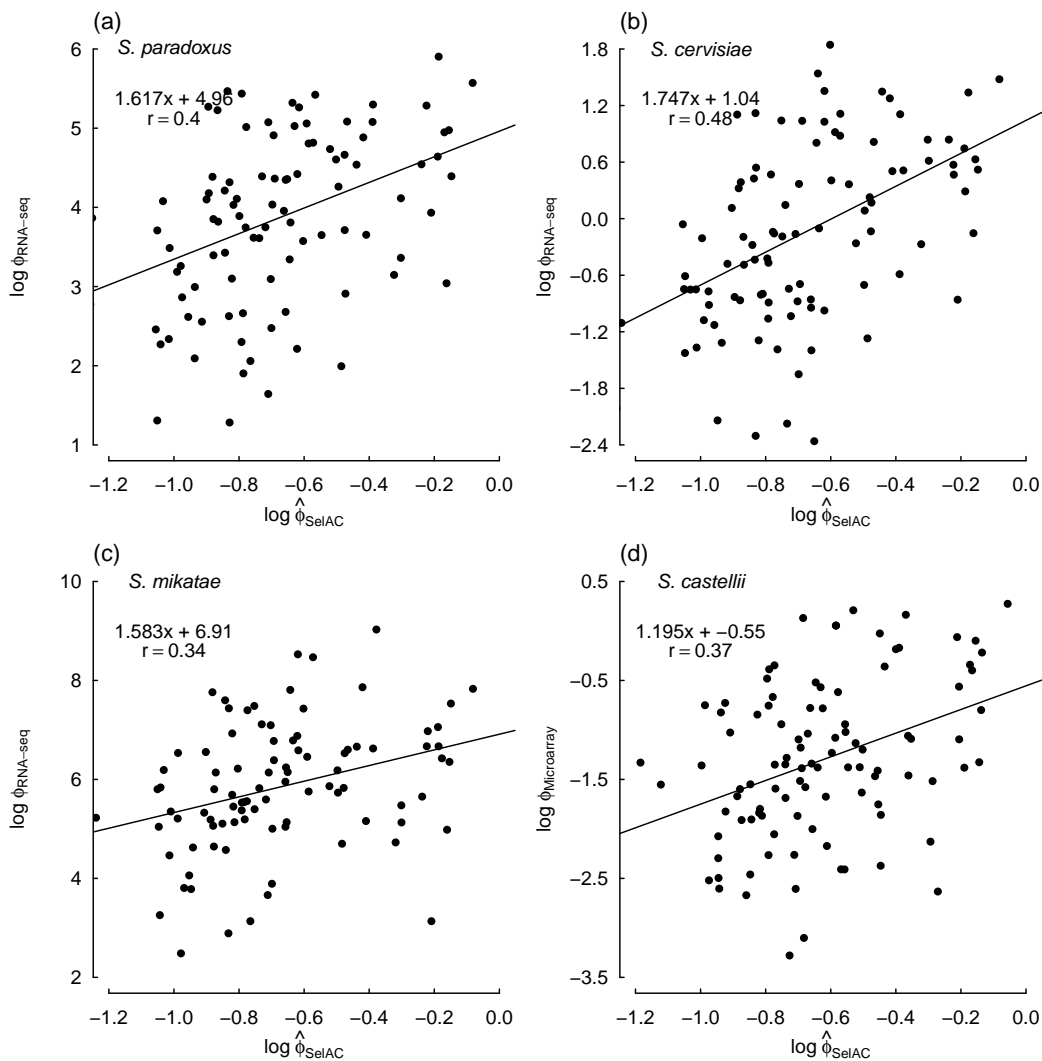 (a)
S. paradoxus
1.617x + 4.96
r = 0.4
6
5
4
3
2
1
log ϕRNA−seq
−1.2 −1.0 −0.8 −0.6 −0.4 −0.2 0.0
log ϕ̂SelAC
(b)
S. cervisiae
1.747x + 1.04
r = 0.48
1.8
1.2
0.6
0.0
−0.6
−1.2
−1.8
−2.4
log ϕRNA−seq
−1.2 −1.0 −0.8 −0.6 −0.4 −0.2 0.0
log ϕ̂SelAC
(c)
S. mikatae
1.583x + 6.91
r = 0.34
10
8
6
4
2
log ϕRNA−seq
−1.2 −1.0 −0.8 −0.6 −0.4 −0.2 0.0
log ϕ̂SelAC
(d)
S. castellii
1.195x + −0.55
r = 0.37
0.5
−0.5
−1.5
−2.5
−3.5
log ϕMicroarray
−1.2 −1.0 −0.8 −0.6 −0.4 −0.2 0.0
log ϕ̂SelAC